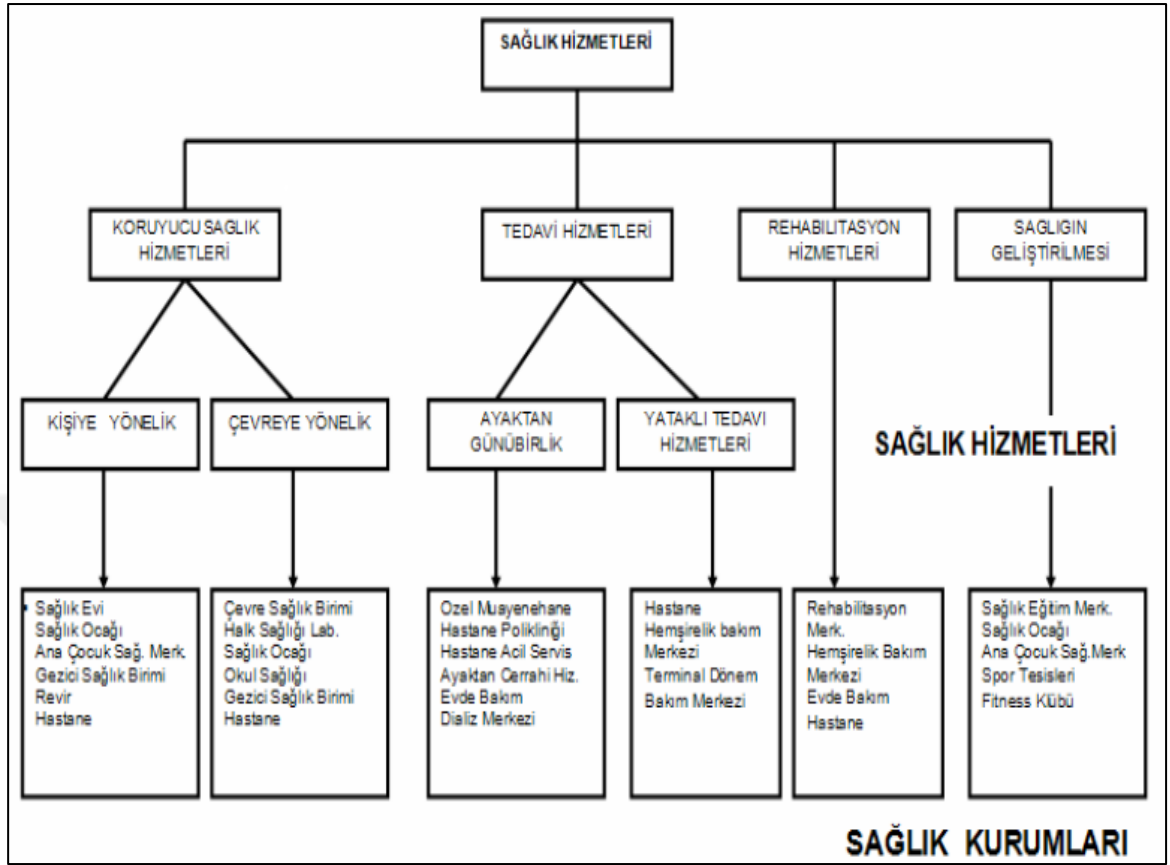 SAĞLIK HİZMETLERİ
KORUYUCU SAGLIK
HİZMETLERİ
TEDAVİ HİZMETLERİ
REHABILITASYON
HİZMETLERİ
SAGLIGIN
GELİŞTİRİLMESİ
KİŞİYE YÖNELİK
ÇEVREYE YÖNELİK
AYAKTAN
GÜNÜBİRLİK
YATAKLI TEDAVI
HİZMETLERİ
SAĞLIK HİZMETLERİ
• Sağlık Evi
Sağlık Ocağı
Ana Çocuk Sağ. Merk.
Gezici Sağlık Birimi
Revir
Hastane
Çevre Sağlık Birimi
Halk Sağlığı Lab.
Sağlık Ocağı
Okul Sağlığı
Gezici Sağlık Birimi
Hastane
Ozel Muayenehane
Hastane Polikliniği
Hastane Acil Servis
Ayaktan Cerrahi Hiz.
Evde Bakım
Dializ Merkezi
Hastane
Hemşirelik bakım
Merkezi
Terminal Dönem
Bakım Merkezi
Rehabilitasyon
Merk.
Hemşirelik Bakım
Merkezi
Evde Bakım
Hastane
Sağlık Eğitim Merk.
Sağlık Ocağı
Ana Çocuk Sağ.Merk
Spor Tesisleri
Fitness Klübü
SAĞLIK KURUMLARI